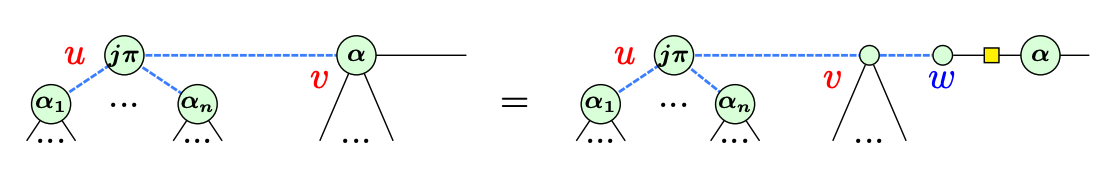 u jπ α = u jπ w α
v v
α₁ ... αₙ α₁ ... αₙ
... ... ... ... ... ...